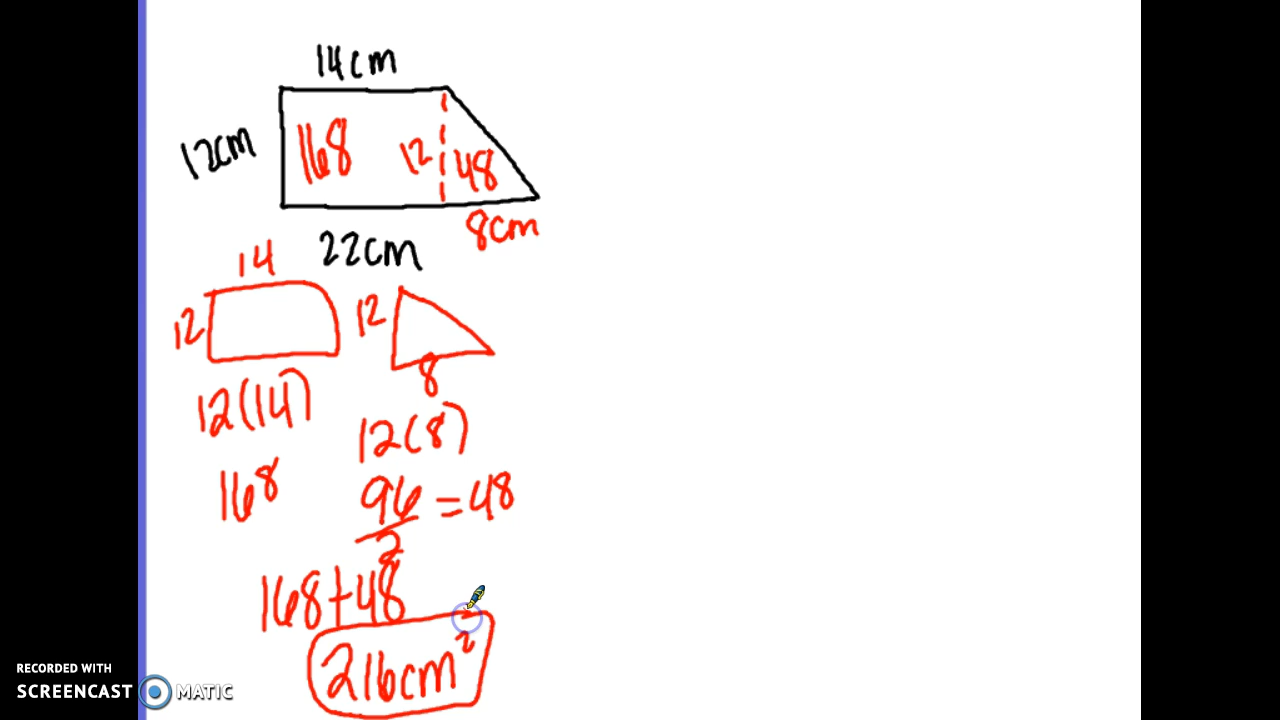 14cm
12cm
168
12
48
8cm
22cm
14
12
12
8
12(14)
12(8)
168
96/2 = 48
168+48
216cm²
RECORDED WITH
SCREENCAST MATIC